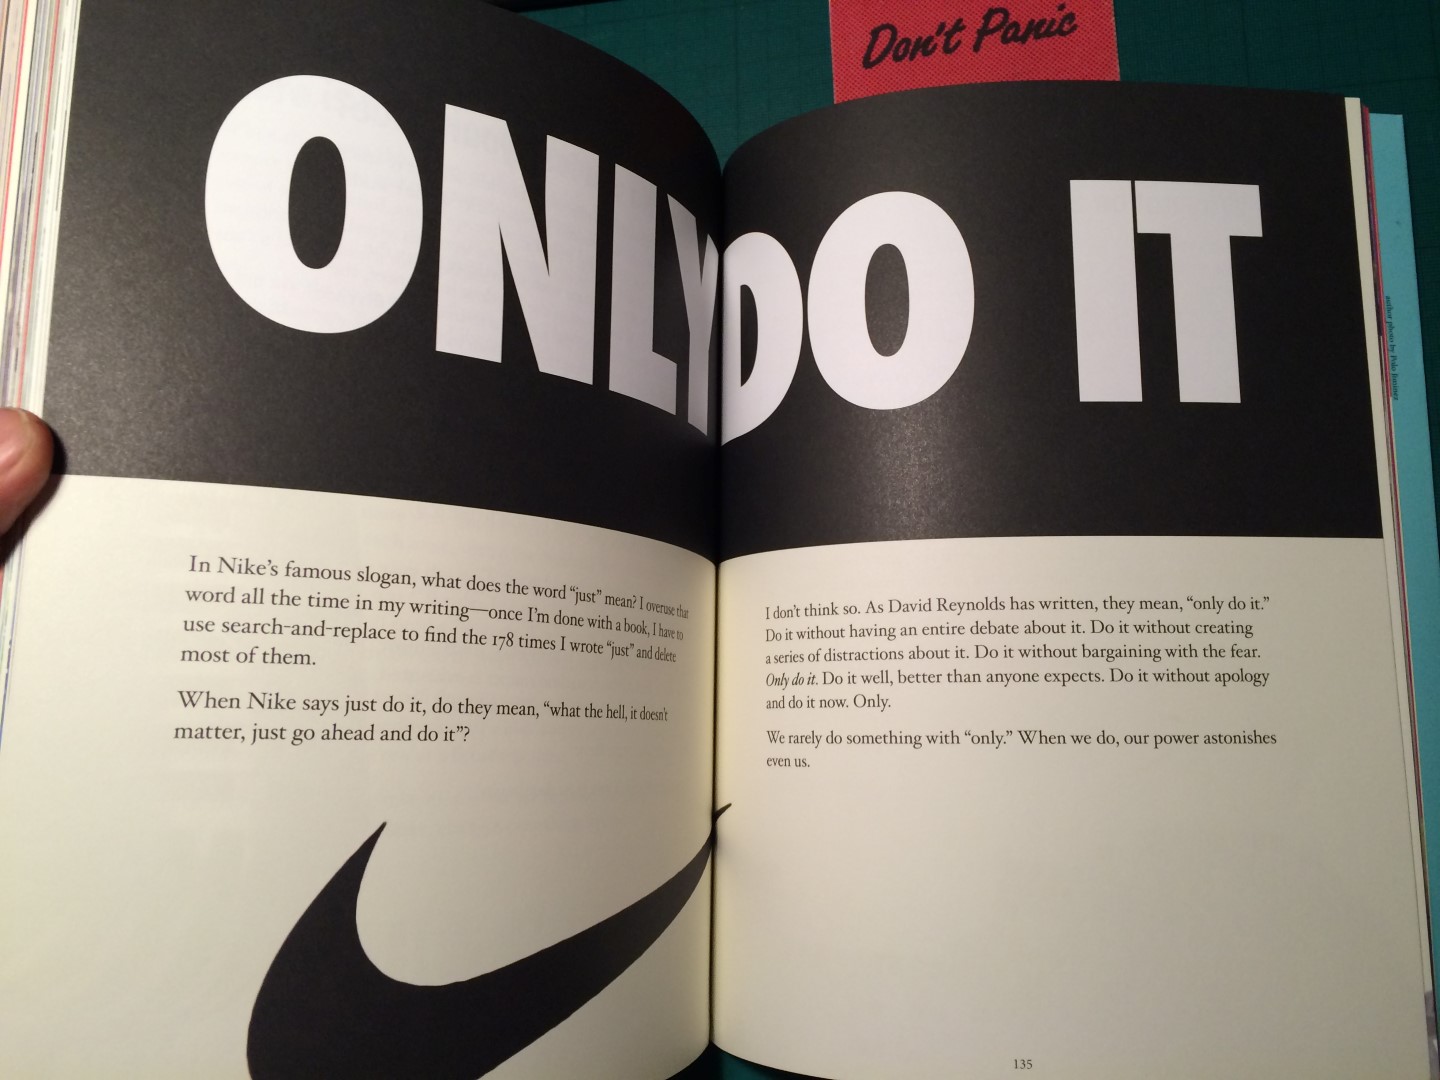 Don't Panic
ONLY DO IT
In Nike's famous slogan, what does the word “just” mean? I overuse that
word all the time in my writing—once I'm done with a book, I have to
use search-and-replace to find the 178 times I wrote “just” and delete
most of them.
When Nike says just do it, do they mean, “what the hell, it doesn't
matter, just go ahead and do it”?
I don't think so. As David Reynolds has written, they mean, “only do it.”
Do it without having an entire debate about it. Do it without creating
a series of distractions about it. Do it without bargaining with the fear.
Only do it. Do it well, better than anyone expects. Do it without apology
and do it now. Only.
We rarely do something with “only.” When we do, our power astonishes
even us.
135
author photo by Polo